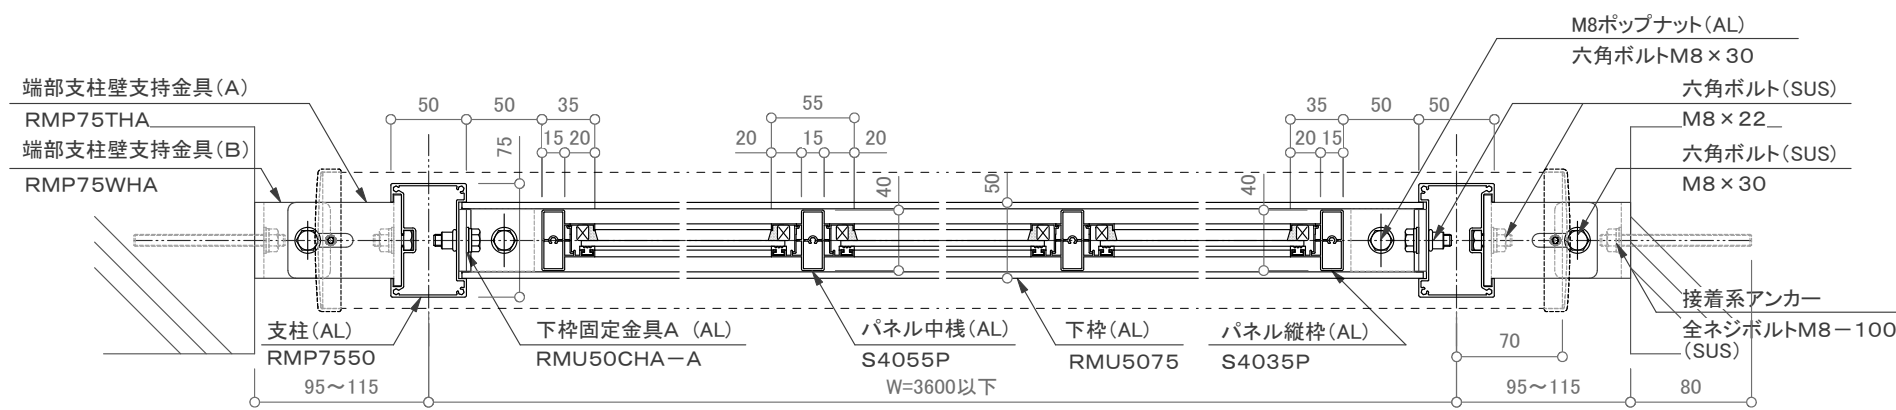 M8ポップナット(AL)
六角ボルトM8×30
端部支柱壁支持金具(A)
RMP75THA
端部支柱壁支持金具(B)
RMP75WHA
六角ボルト(SUS)
M8×22
六角ボルト(SUS)
M8×30
50
50
35
55
35
50
50
15
20
20
15
20
20
15
75
40
50
40
支柱(AL)
RMP7550
下枠固定金具A (AL)
RMU50CHA-A
パネル中桟(AL)
S4055P
下枠(AL)
RMU5075
パネル縦枠(AL)
S4035P
接着系アンカー
全ネジボルトM8-100
(SUS)
70
95~115
W=3600以下
95~115
80